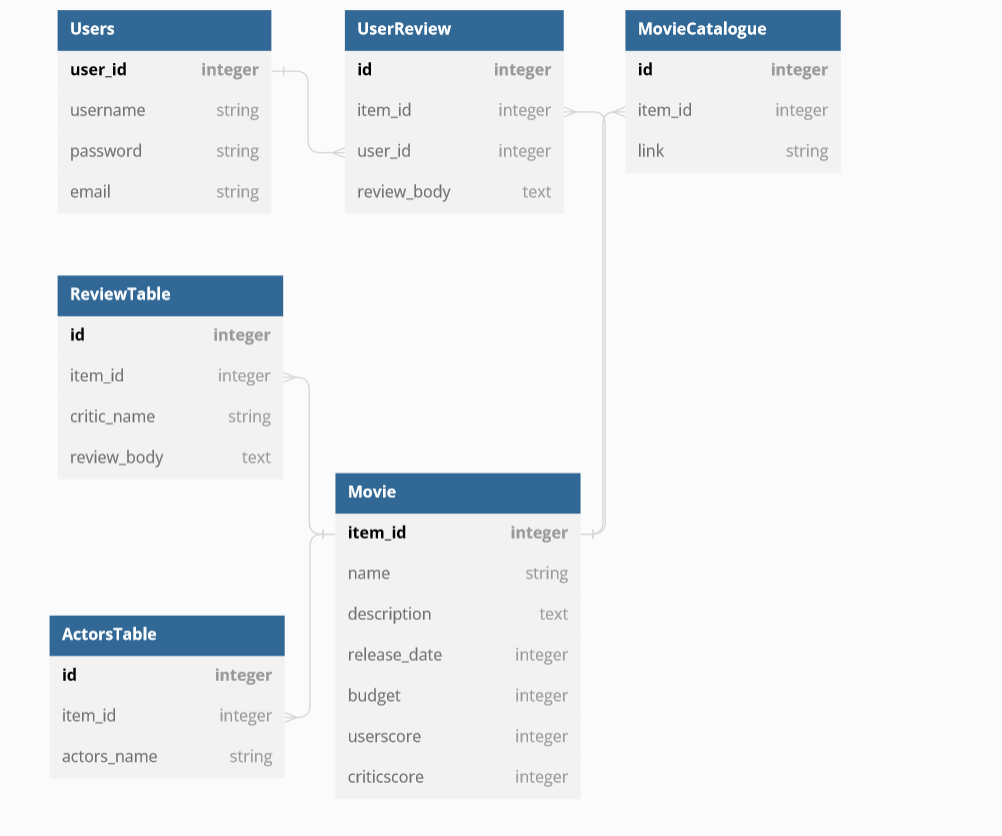 Users
user_id integer
username string
password string
email string
UserReview
id integer
item_id integer
user_id integer
review_body text
MovieCatalogue
id integer
item_id integer
link string
ReviewTable
id integer
item_id integer
critic_name string
review_body text
Movie
item_id integer
name string
description text
release_date integer
budget integer
userscore integer
criticscore integer
ActorsTable
id integer
item_id integer
actors_name string